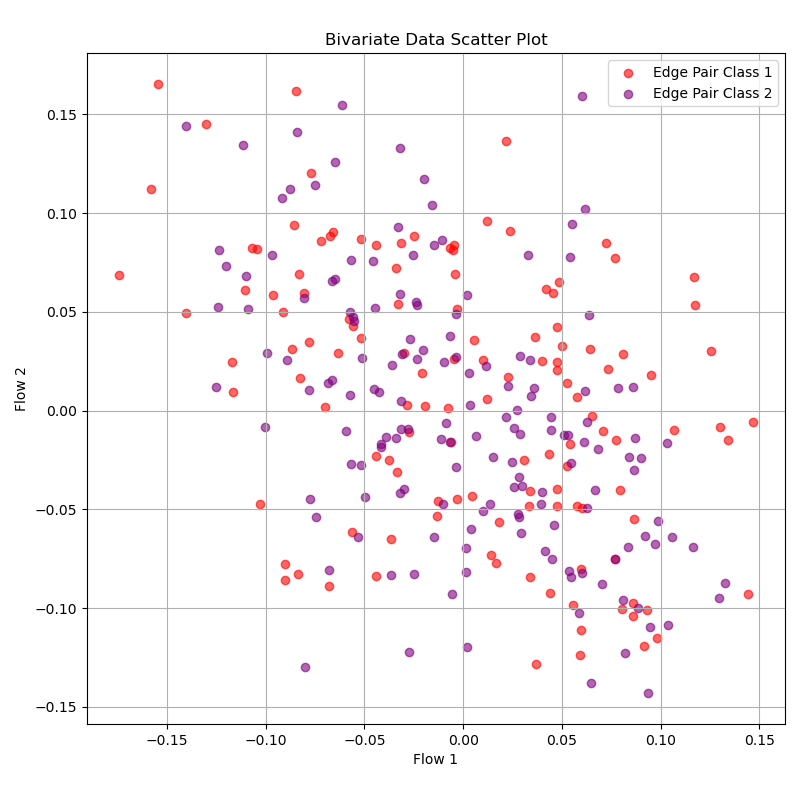 Bivariate Data Scatter Plot
Edge Pair Class 1
Edge Pair Class 2
0.15
0.10
0.05
0.00
−0.05
−0.10
−0.15
Flow 2
−0.15
−0.10
−0.05
0.00
0.05
0.10
0.15
Flow 1